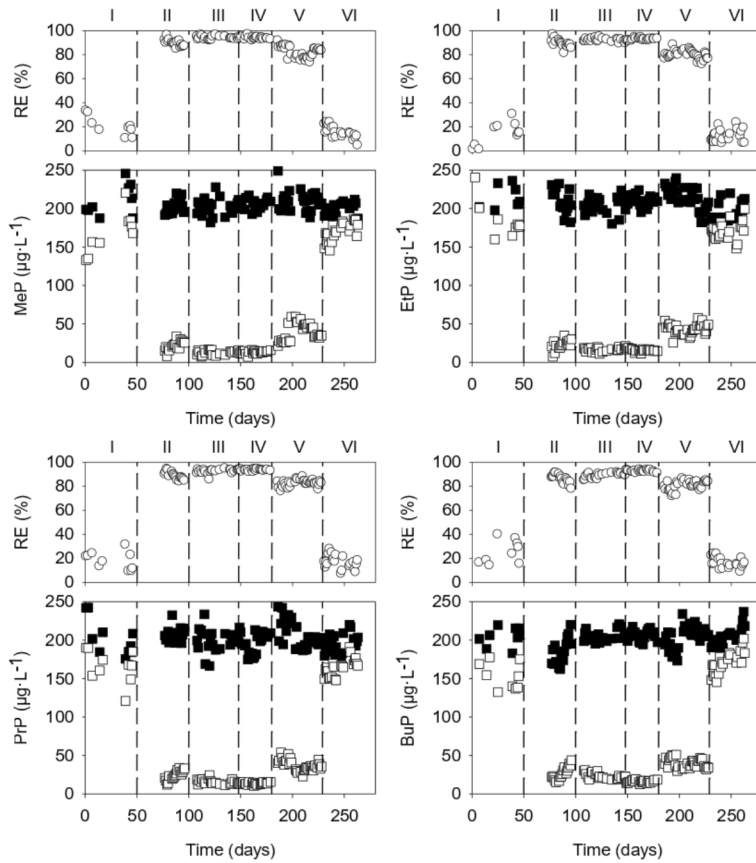 I II III IV V VI
100
80
60
40
20
0
RE (%)
250
200
150
100
50
0
MeP (µg·L⁻¹)
0 50 100 150 200 250
Time (days)
I II III IV V VI
100
80
60
40
20
0
RE (%)
250
200
150
100
50
0
EtP (µg·L⁻¹)
0 50 100 150 200 250
Time (days)
I II III IV V VI
100
80
60
40
20
0
RE (%)
250
200
150
100
50
0
PrP (µg·L⁻¹)
0 50 100 150 200 250
Time (days)
I II III IV V VI
100
80
60
40
20
0
RE (%)
250
200
150
100
50
0
BuP (µg·L⁻¹)
0 50 100 150 200 250
Time (days)